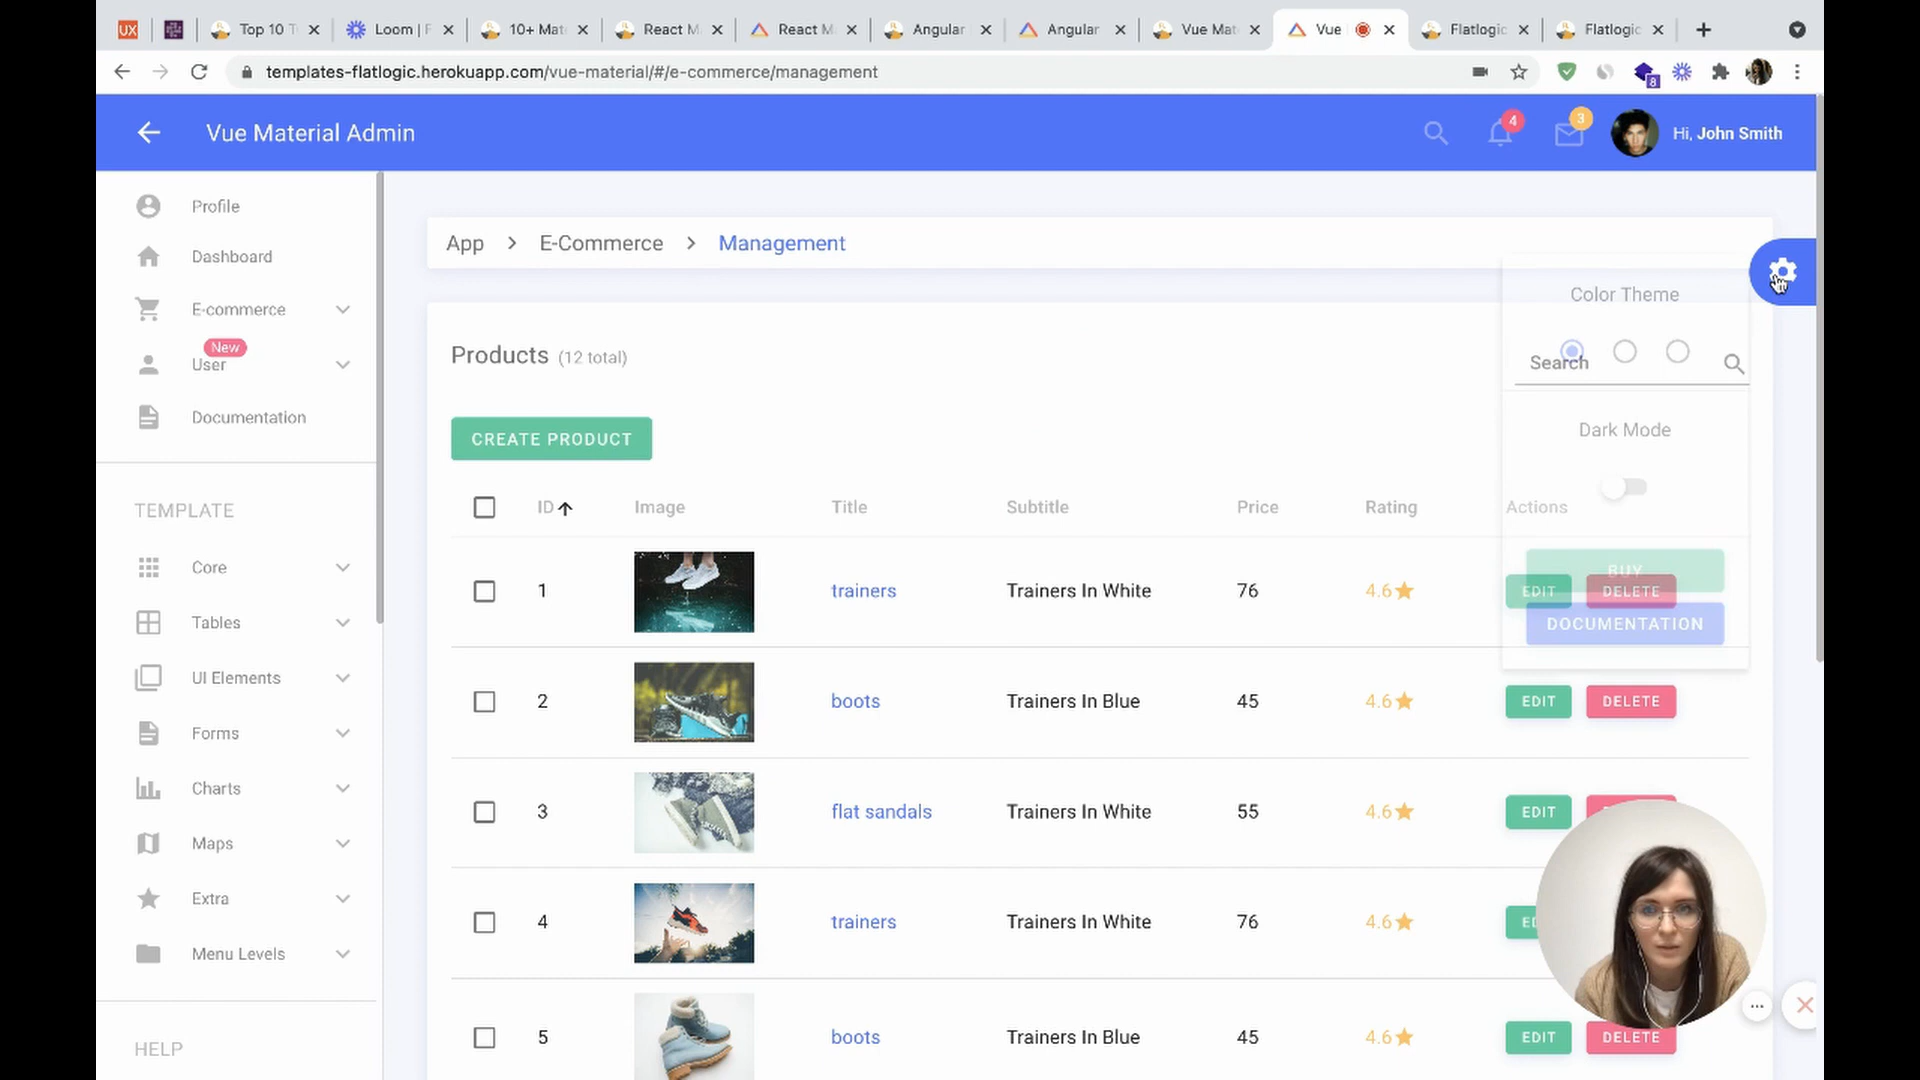 UX
Top 10 T
Loom | F
10+ Mat
React M
React M
Angular
Angular
Vue Mat
Vue
Flatlogic
Flatlogic
templates-flatlogic.herokuapp.com/vue-material/#/e-commerce/management
8
Vue Material Admin
4
3
Hi, John Smith
Profile
Dashboard
E-commerce
New
User
Documentation
TEMPLATE
Core
Tables
UI Elements
Forms
Charts
Maps
Extra
Menu Levels
HELP
App > E-Commerce > Management
Color Theme
Products (12 total)
Search
Dark Mode
CREATE PRODUCT
ID Image Title Subtitle Price Rating Actions
BUY
1 trainers Trainers In White 76 4.6 EDIT DELETE
DOCUMENTATION
2 boots Trainers In Blue 45 4.6 EDIT DELETE
3 flat sandals Trainers In White 55 4.6 EDIT
4 trainers Trainers In White 76 4.6
5 boots Trainers In Blue 45 4.6 EDIT DELETE